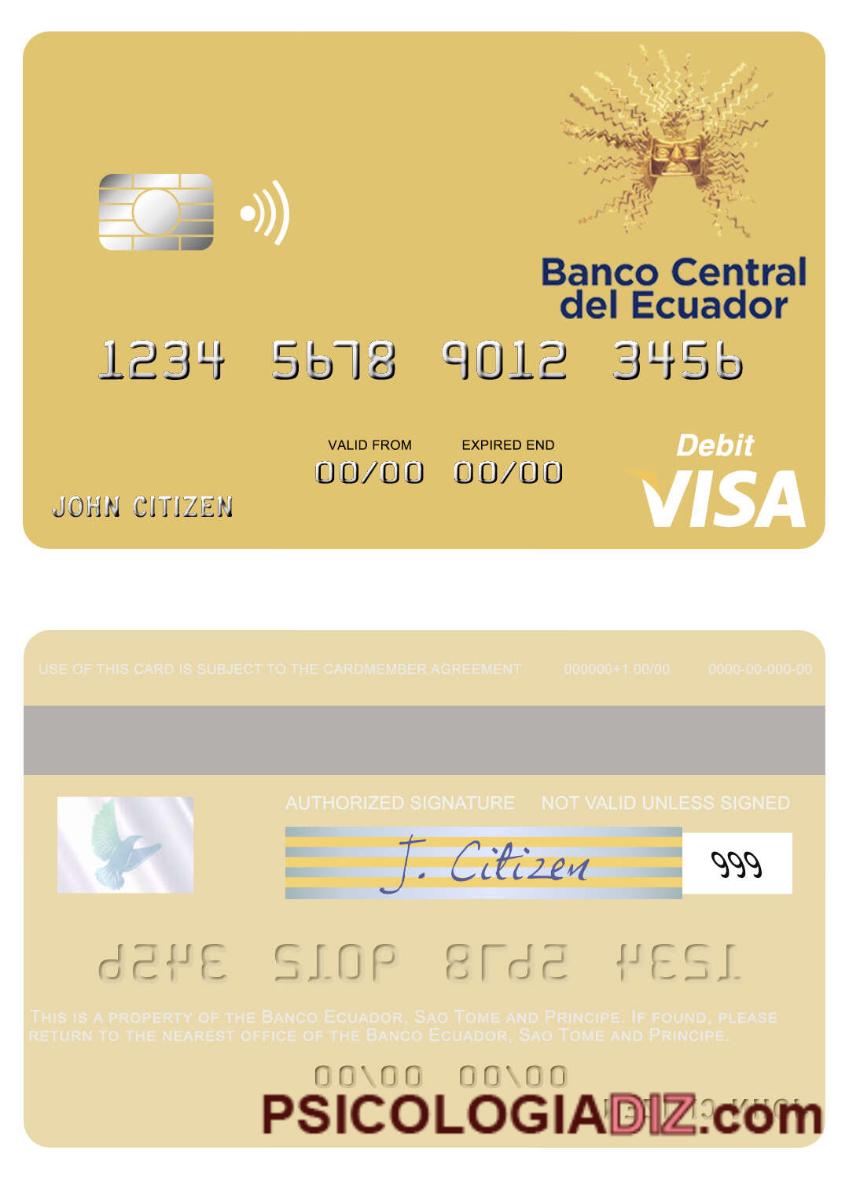 Banco Central
del Ecuador
1234 5678 9012 3456
VALID FROM EXPIRED END
00/00 00/00
Debit
JOHN CITIZEN
VISA
USE OF THIS CARD IS SUBJECT TO THE CARDMEMBER AGREEMENT 000000+1 00/00 0000-00-000-00
AUTHORIZED SIGNATURE NOT VALID UNLESS SIGNED
J. Citizen 999
1234 5678 9012 3456
THIS IS A PROPERTY OF THE BANCO ECUADOR, SAO TOME AND PRINCIPE. IF FOUND, PLEASE
RETURN TO THE NEAREST OFFICE OF THE BANCO ECUADOR, SAO TOME AND PRINCIPE.
00/00 00/00
JOHN CITIZEN
PSICOLOGIADIZ.com